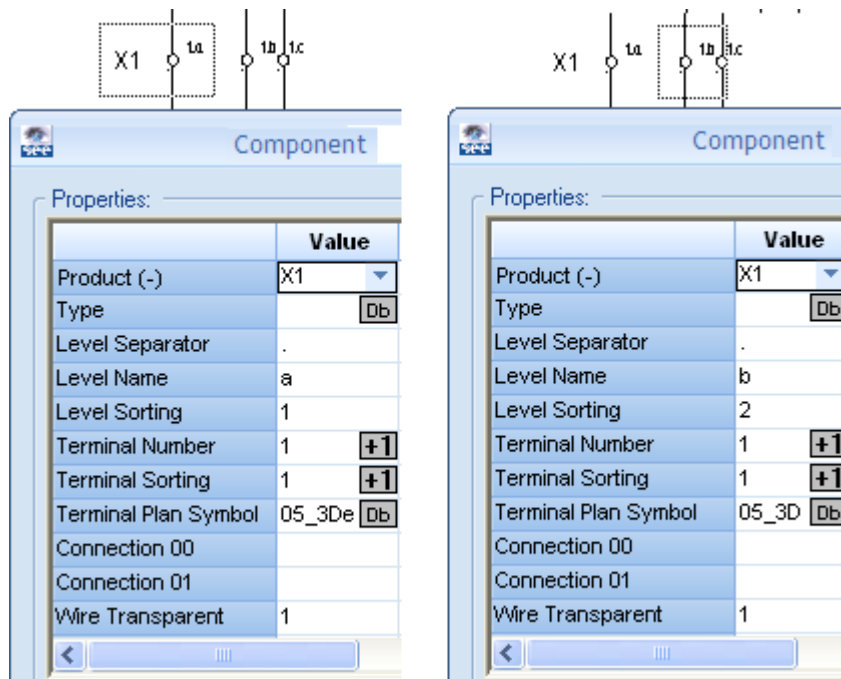 X1 1.a 1.b 1.c
see Component
Properties:
Value
Product (-) X1
Type Db
Level Separator .
Level Name a
Level Sorting 1
Terminal Number 1 +1
Terminal Sorting 1 +1
Terminal Plan Symbol 05_3De Db
Connection 00
Connection 01
Wire Transparent 1
X1 1.a 1.b 1.c
see Component
Properties:
Value
Product (-) X1
Type Db
Level Separator .
Level Name b
Level Sorting 2
Terminal Number 1 +1
Terminal Sorting 1 +1
Terminal Plan Symbol 05_3D Db
Connection 00
Connection 01
Wire Transparent 1